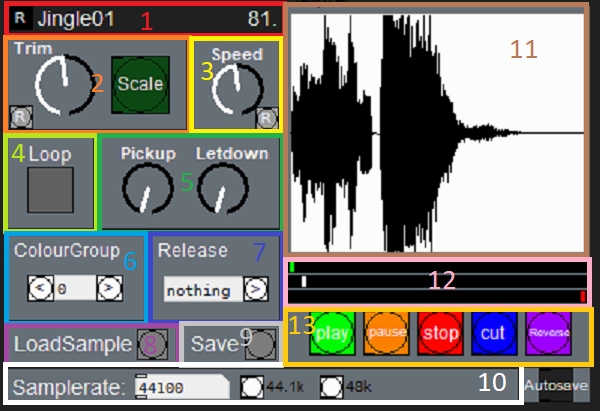 R Jingle01 1 81.
Trim 2 Scale R
3 Speed R
4 Loop
Pickup Letdown 5
ColourGroup 6
< 0 >
Release 7
nothing >
LoadSample 8
Save 9
Samplerate: 44100 44.1k 48k 10
Autosave
11
12
13 play pause stop cut Reverse